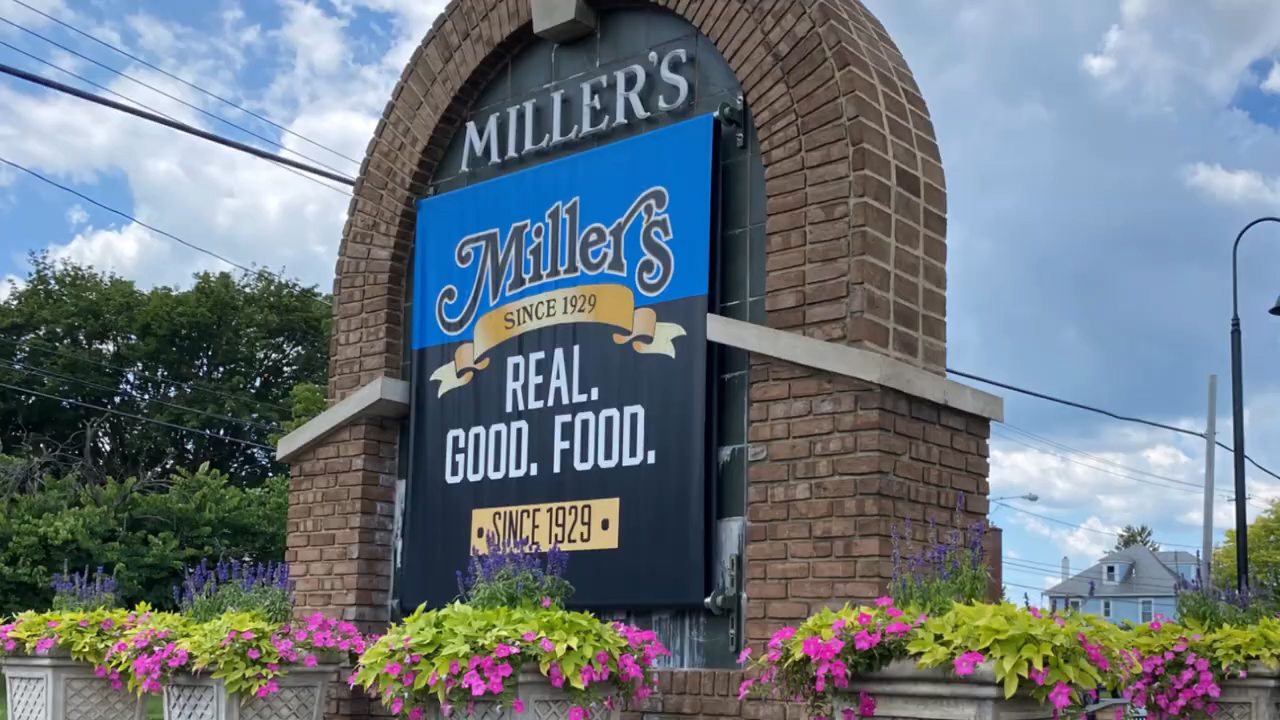 MILLER'S
Miller's
SINCE 1929
REAL.
GOOD. FOOD.
SINCE 1929